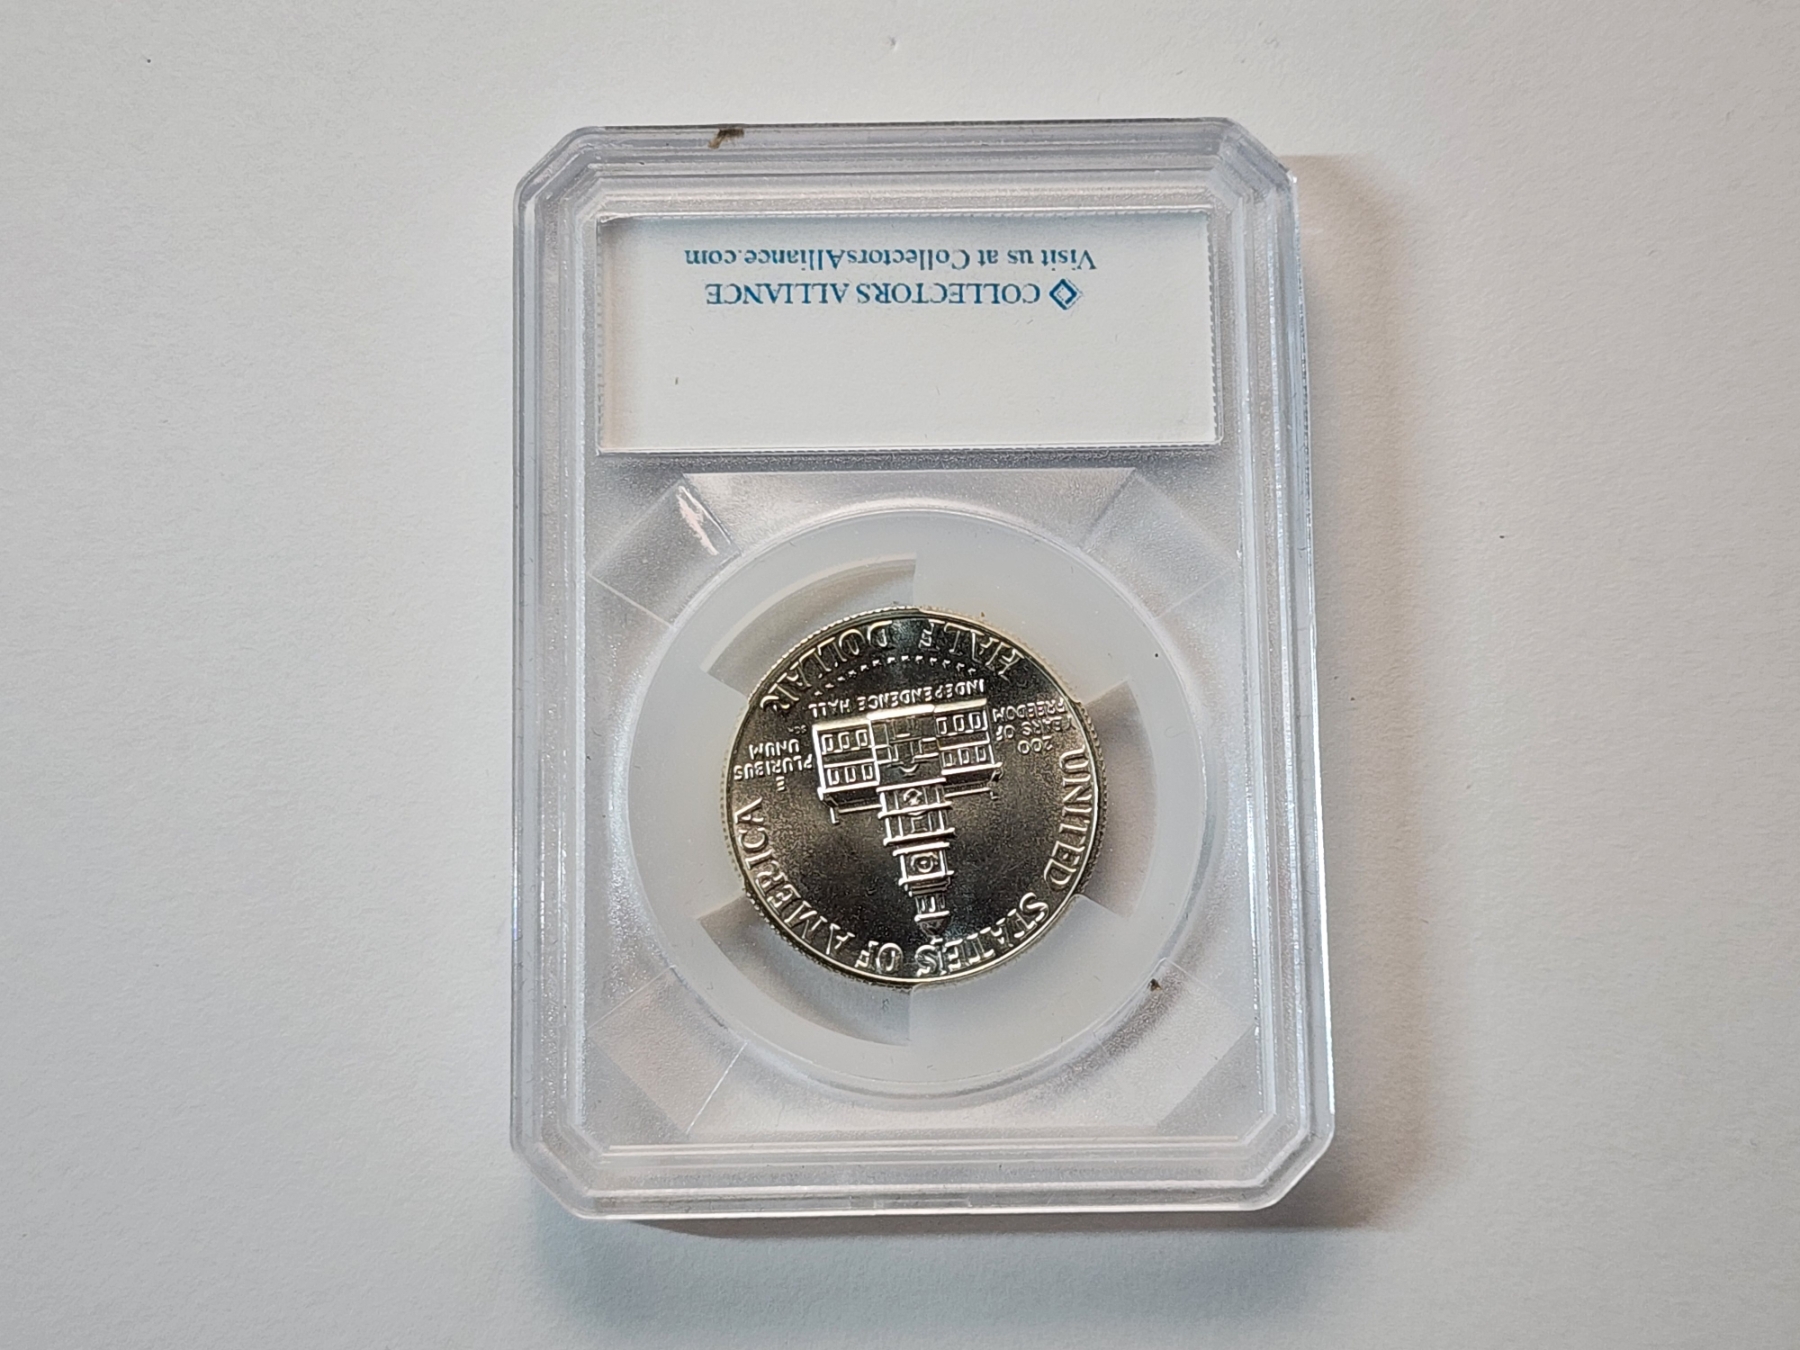 COLLECTORS ALLIANCE
Visit us at CollectorsAlliance.com
UNITED STATES OF AMERICA
200
YEARS OF
FREEDOM
E
PLURIBUS
UNUM
INDEPENDENCE HALL
HALF DOLLAR